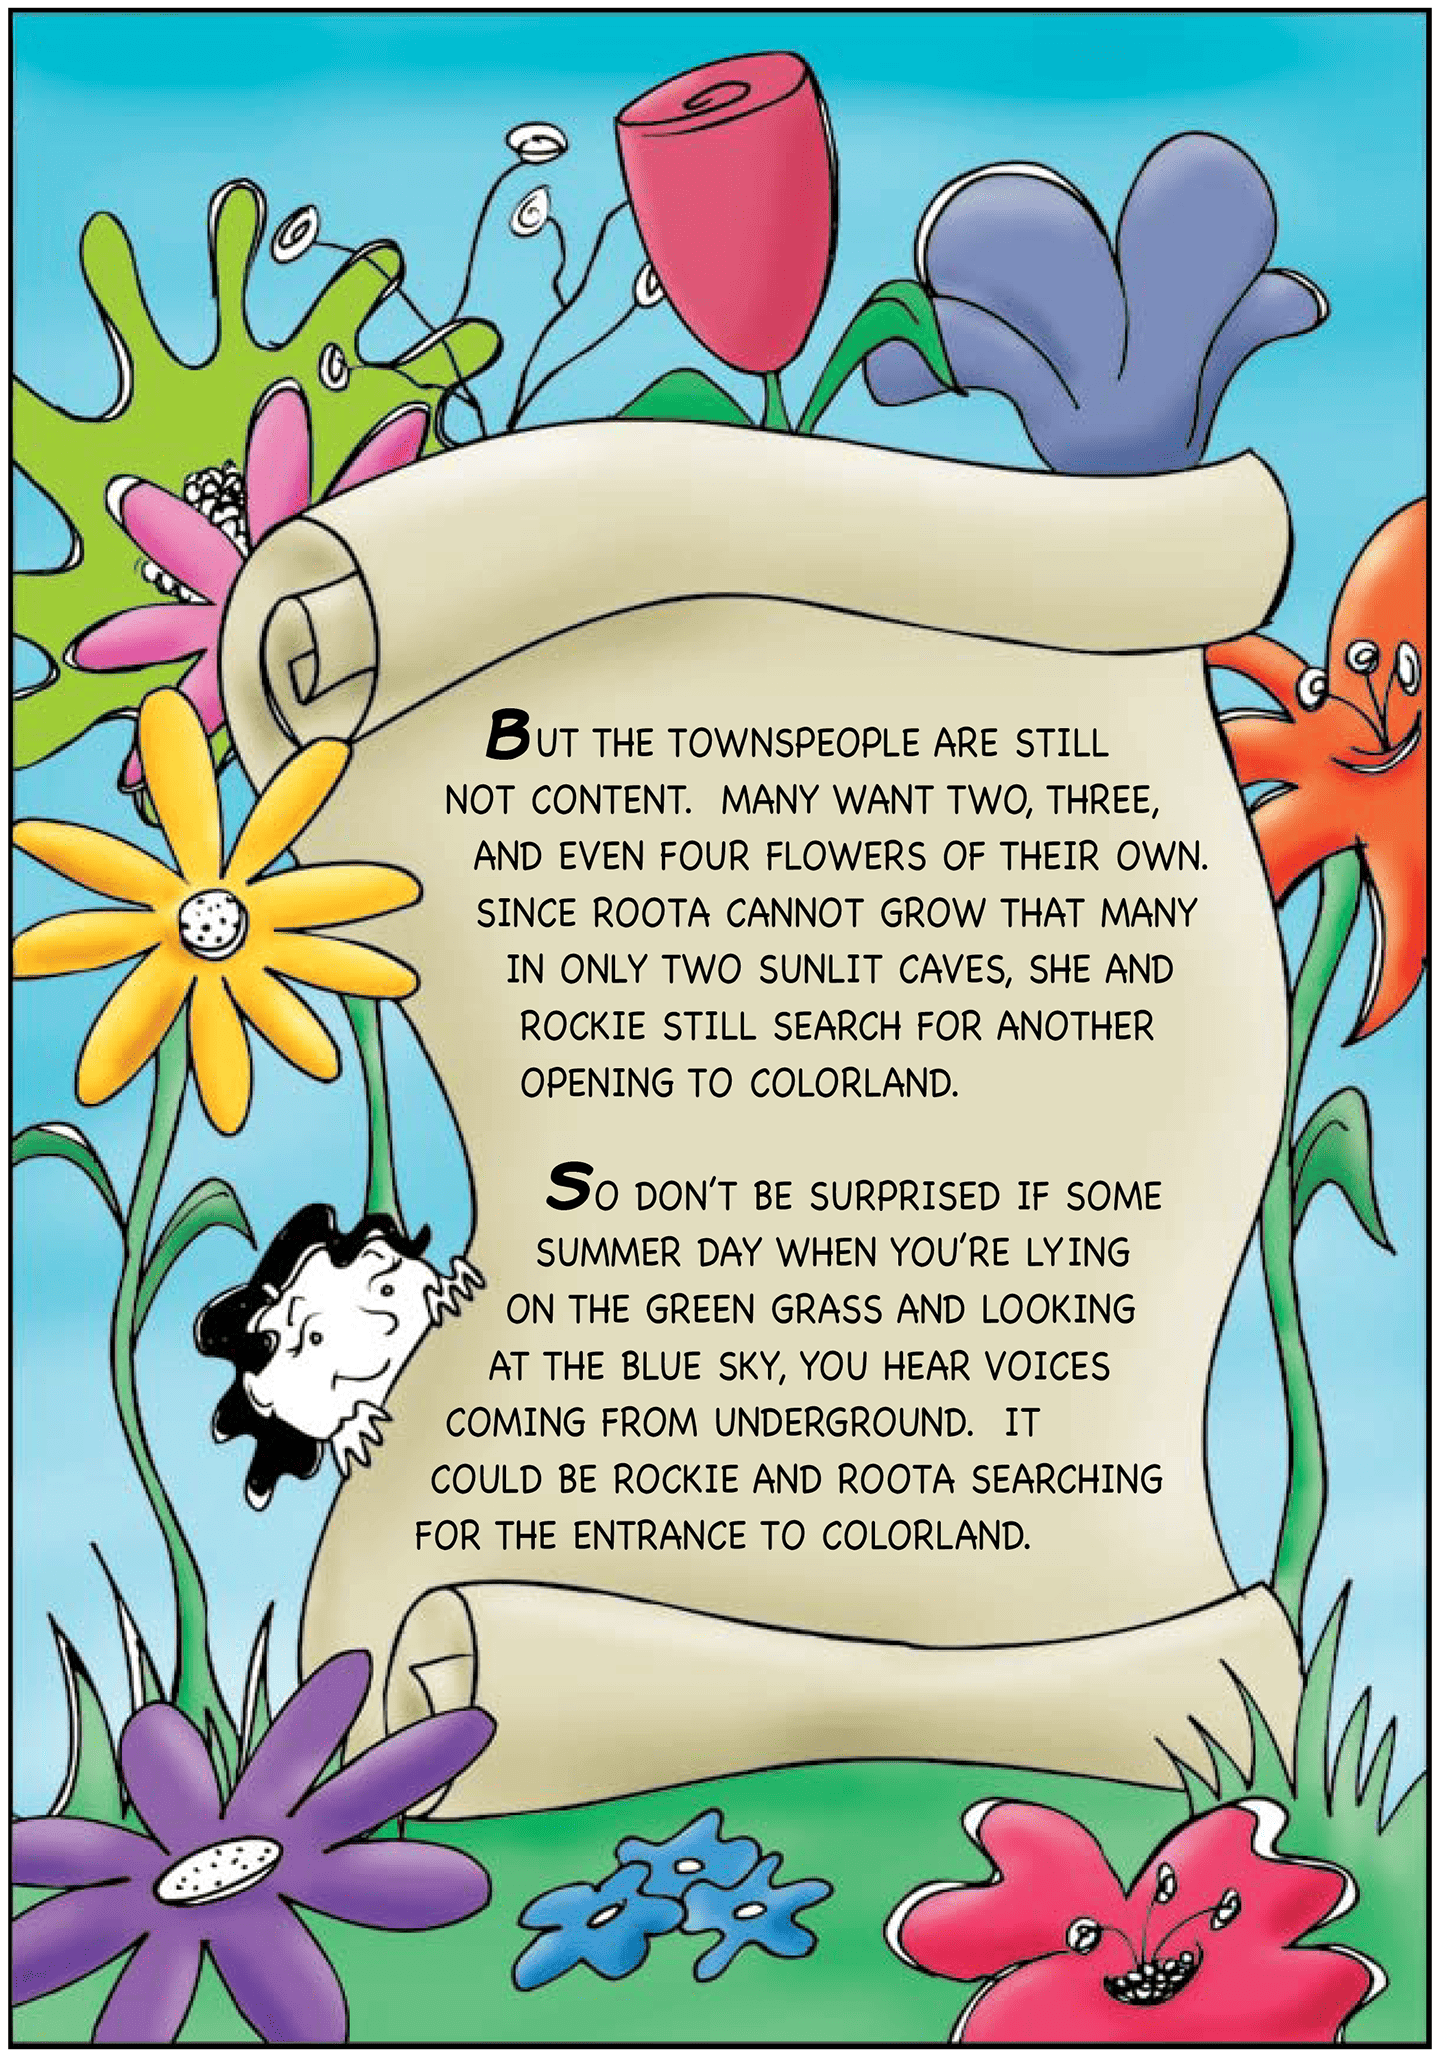 BUT THE TOWNSPEOPLE ARE STILL
NOT CONTENT. MANY WANT TWO, THREE,
AND EVEN FOUR FLOWERS OF THEIR OWN.
SINCE ROOTA CANNOT GROW THAT MANY
IN ONLY TWO SUNLIT CAVES, SHE AND
ROCKIE STILL SEARCH FOR ANOTHER
OPENING TO COLORLAND.
SO DON'T BE SURPRISED IF SOME
SUMMER DAY WHEN YOU'RE LYING
ON THE GREEN GRASS AND LOOKING
AT THE BLUE SKY, YOU HEAR VOICES
COMING FROM UNDERGROUND. IT
COULD BE ROCKIE AND ROOTA SEARCHING
FOR THE ENTRANCE TO COLORLAND.